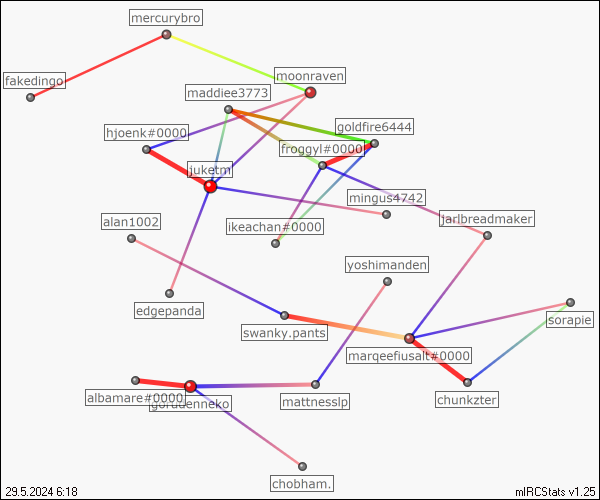 mercurybro
fakedingo
moonraven
maddiee3773
goldfire6444
hjoenk#0000
froggyl#0000
juketm
mingus4742
jarlbreadmaker
alan1002
ikeachan#0000
yoshimanden
edgepanda
sorapie
swanky.pants
marqeefiusalt#0000
albamare#0000
gorudenneko
mattnesslp
chunkzter
chobham.
29.5.2024 6:18
mIRCStats v1.25